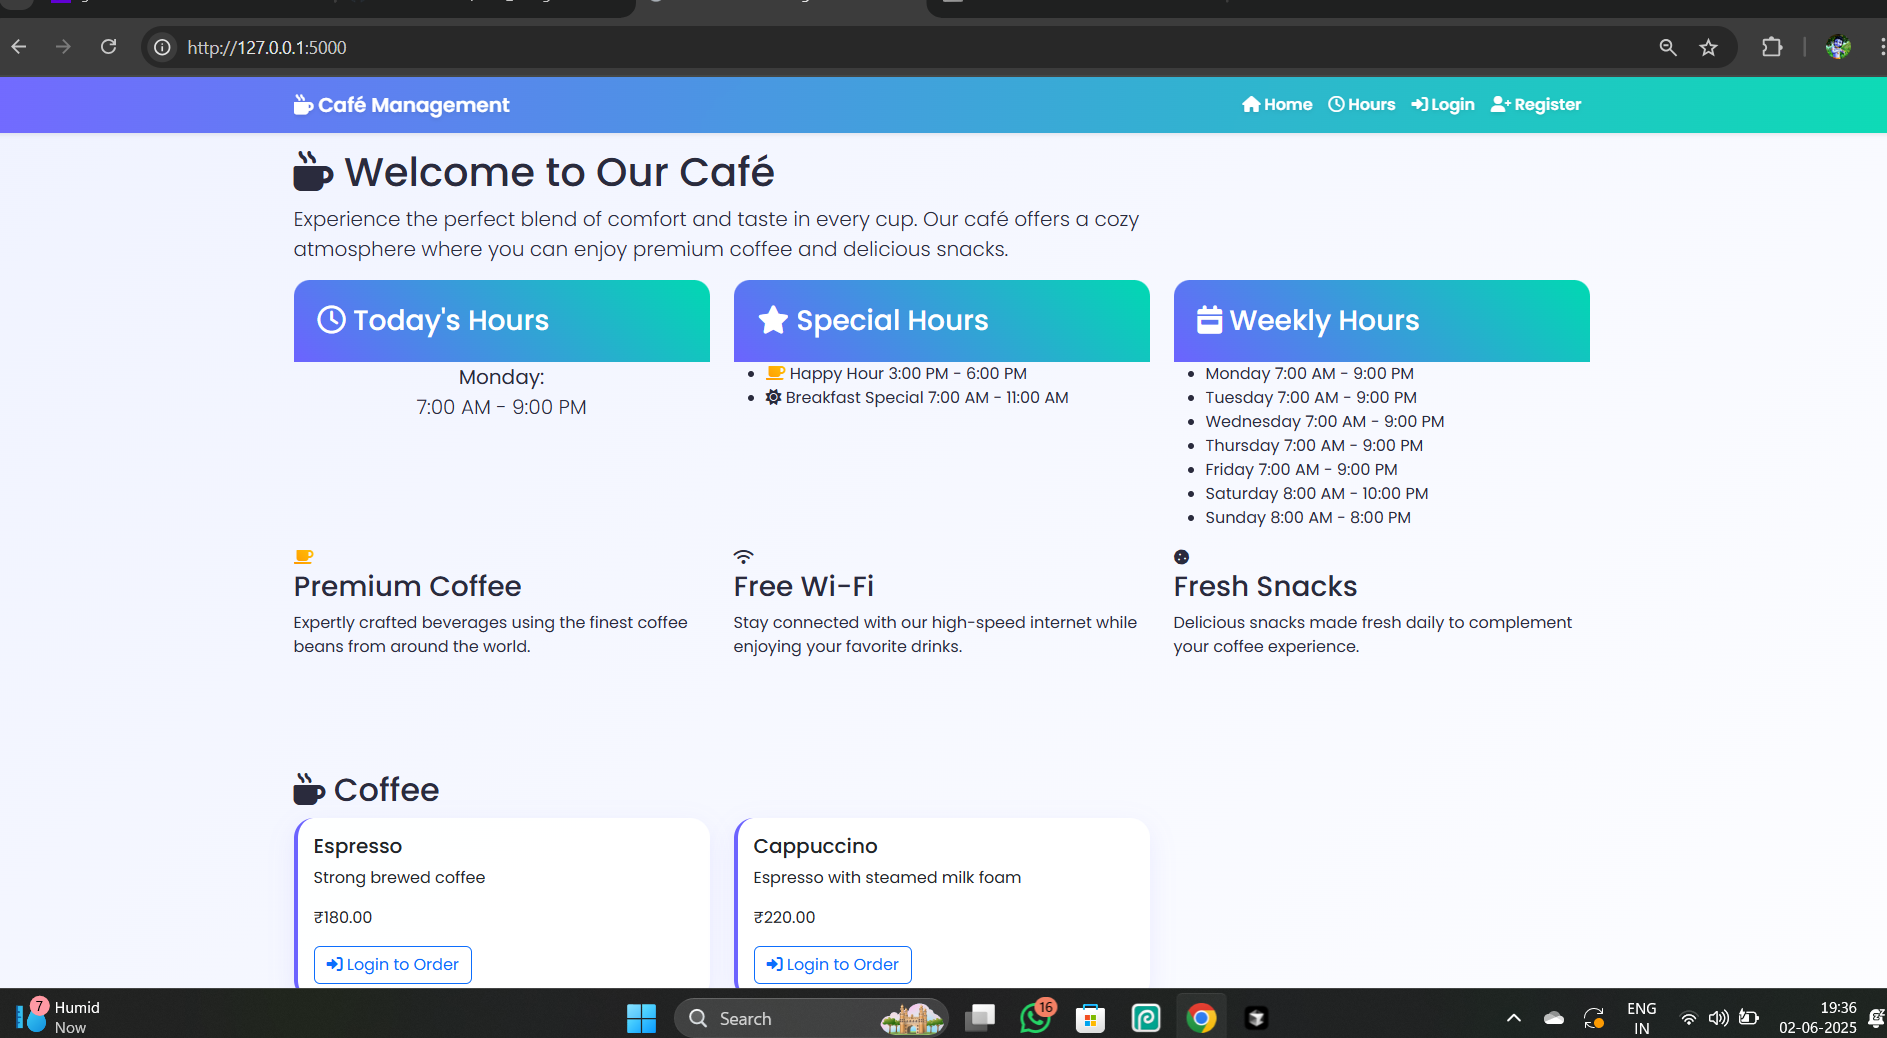 http://127.0.0.1:5000
Café Management
Home Hours Login Register
Welcome to Our Café
Experience the perfect blend of comfort and taste in every cup. Our café offers a cozy
atmosphere where you can enjoy premium coffee and delicious snacks.
Today's Hours
Monday:
7:00 AM - 9:00 PM
Special Hours
Happy Hour 3:00 PM - 6:00 PM
Breakfast Special 7:00 AM - 11:00 AM
Weekly Hours
Monday 7:00 AM - 9:00 PM
Tuesday 7:00 AM - 9:00 PM
Wednesday 7:00 AM - 9:00 PM
Thursday 7:00 AM - 9:00 PM
Friday 7:00 AM - 9:00 PM
Saturday 8:00 AM - 10:00 PM
Sunday 8:00 AM - 8:00 PM
Premium Coffee
Expertly crafted beverages using the finest coffee
beans from around the world.
Free Wi-Fi
Stay connected with our high-speed internet while
enjoying your favorite drinks.
Fresh Snacks
Delicious snacks made fresh daily to complement
your coffee experience.
Coffee
Espresso
Strong brewed coffee
₹180.00
Login to Order
Cappuccino
Espresso with steamed milk foam
₹220.00
Login to Order
7
Humid
Now
Search
16
ENG
IN
19:36
02-06-2025